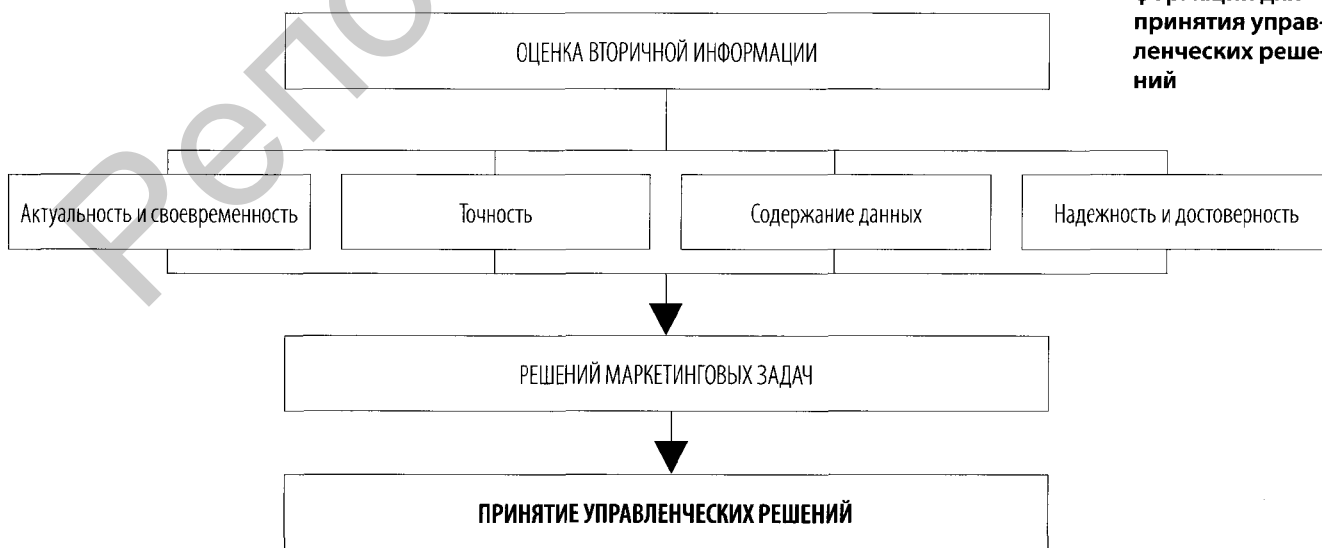 принятия управ-
ленческих реше-
ний
ОЦЕНКА ВТОРИЧНОЙ ИНФОРМАЦИИ
Актуальность и своевременность
Точность
Содержание данных
Надежность и достоверность
РЕШЕНИЙ МАРКЕТИНГОВЫХ ЗАДАЧ
ПРИНЯТИЕ УПРАВЛЕНЧЕСКИХ РЕШЕНИЙ